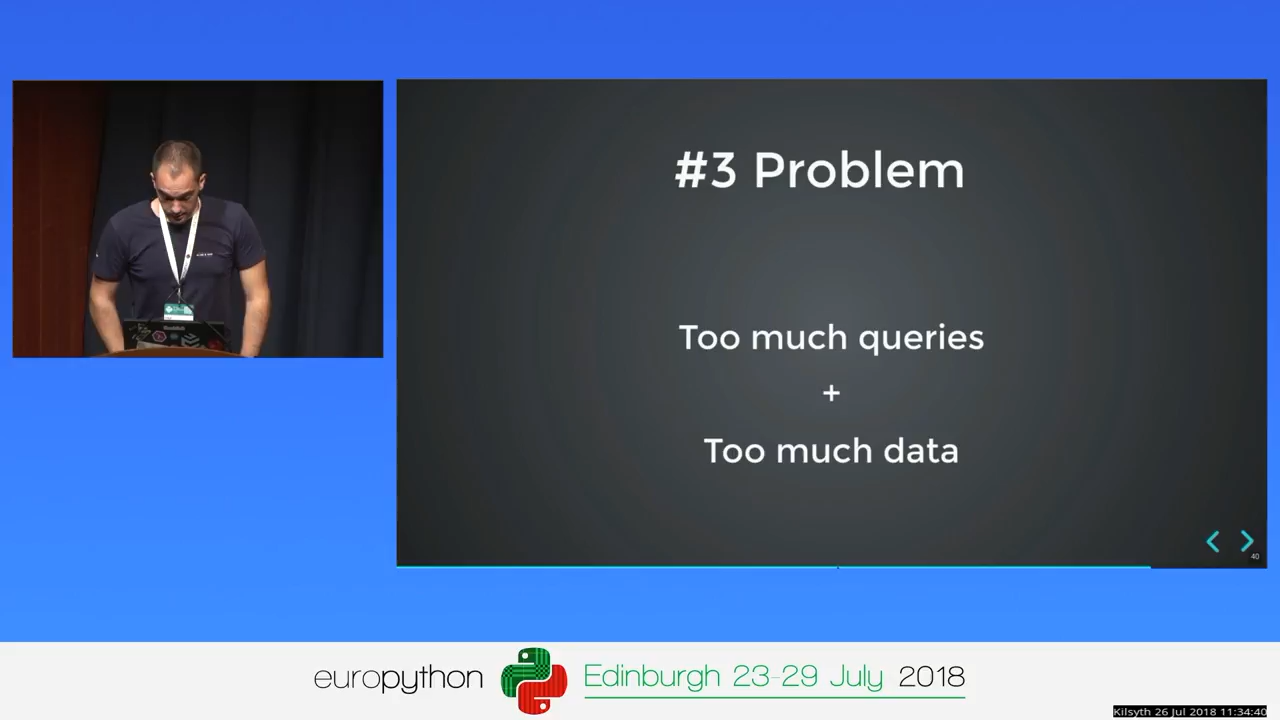 #3 Problem
Too much queries
+
Too much data
40
europython
Edinburgh 23-29 July 2018
Kilsyth 26 Jul 2018 11:34:40